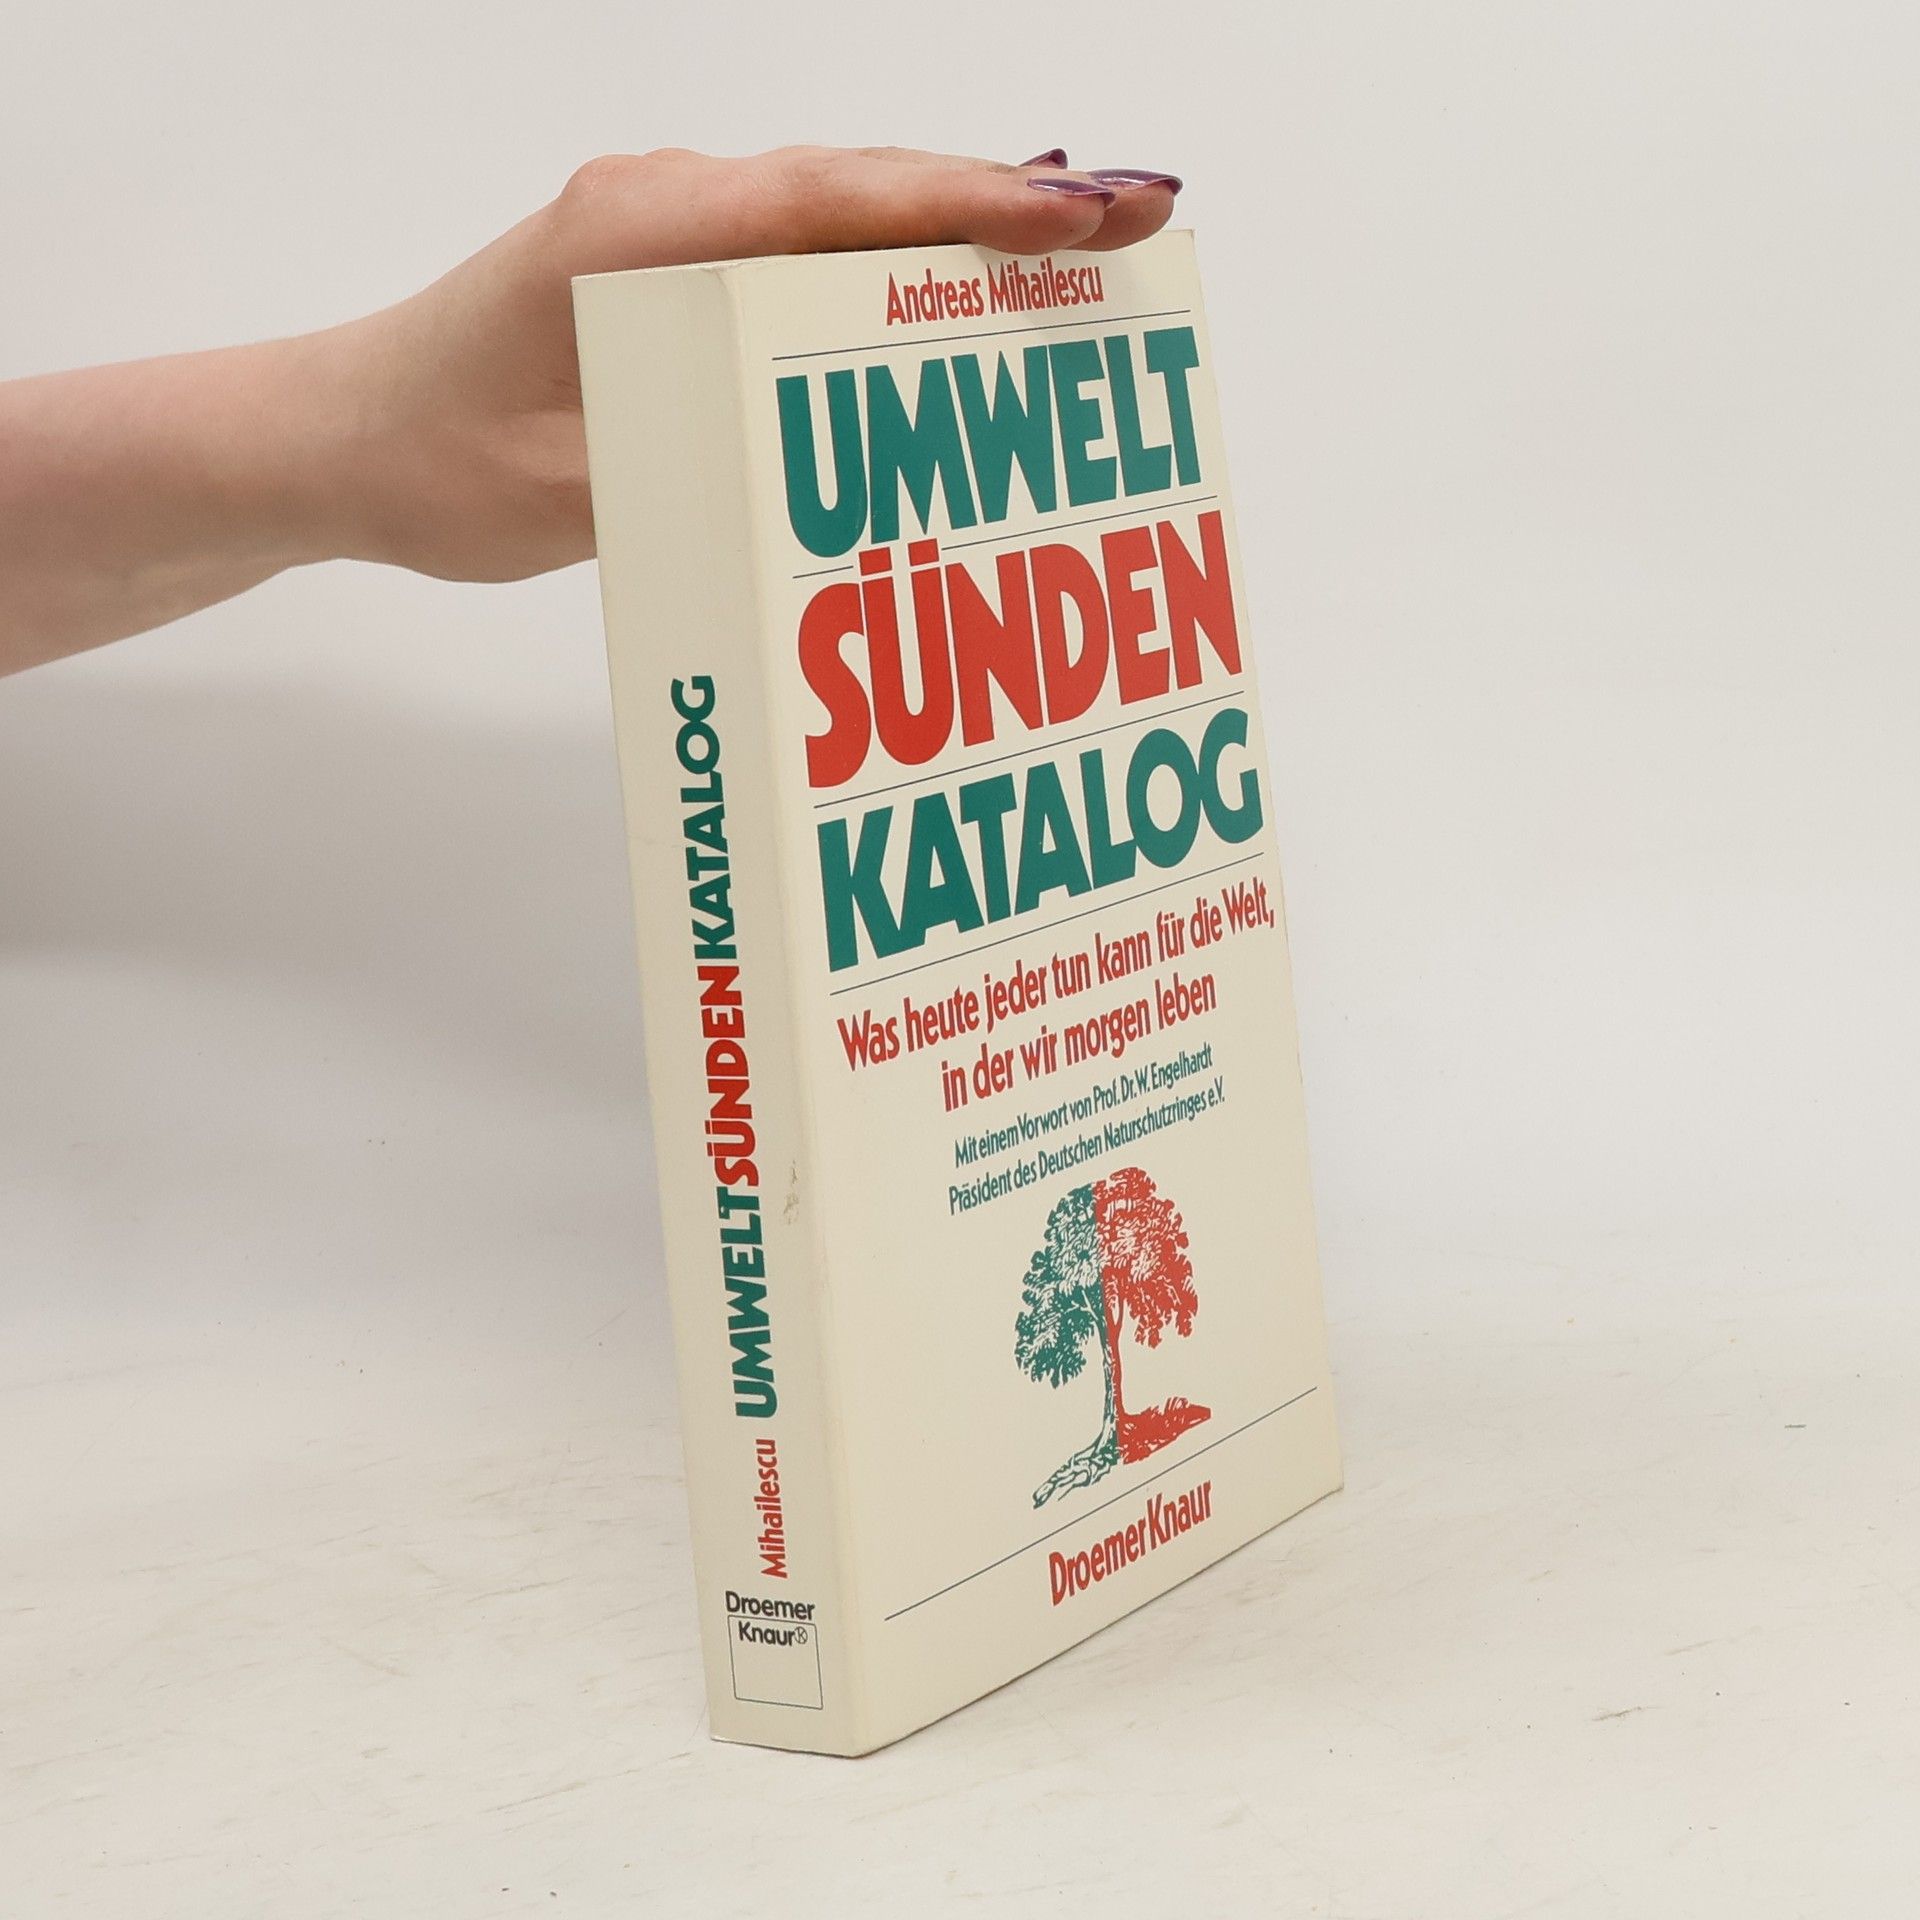 Andreas Mihailescu
UMWELT
SÜNDEN
KATALOG
Was heute jeder tun kann für die Welt,
in der wir morgen leben
Mit einem Vorwort von Prof. Dr. W. Engelhardt
Präsident des Deutschen Naturschutzringes e.V.
Droemer Knaur
Mihailescu UMWELTSÜNDENKATALOG
Droemer
Knaur®